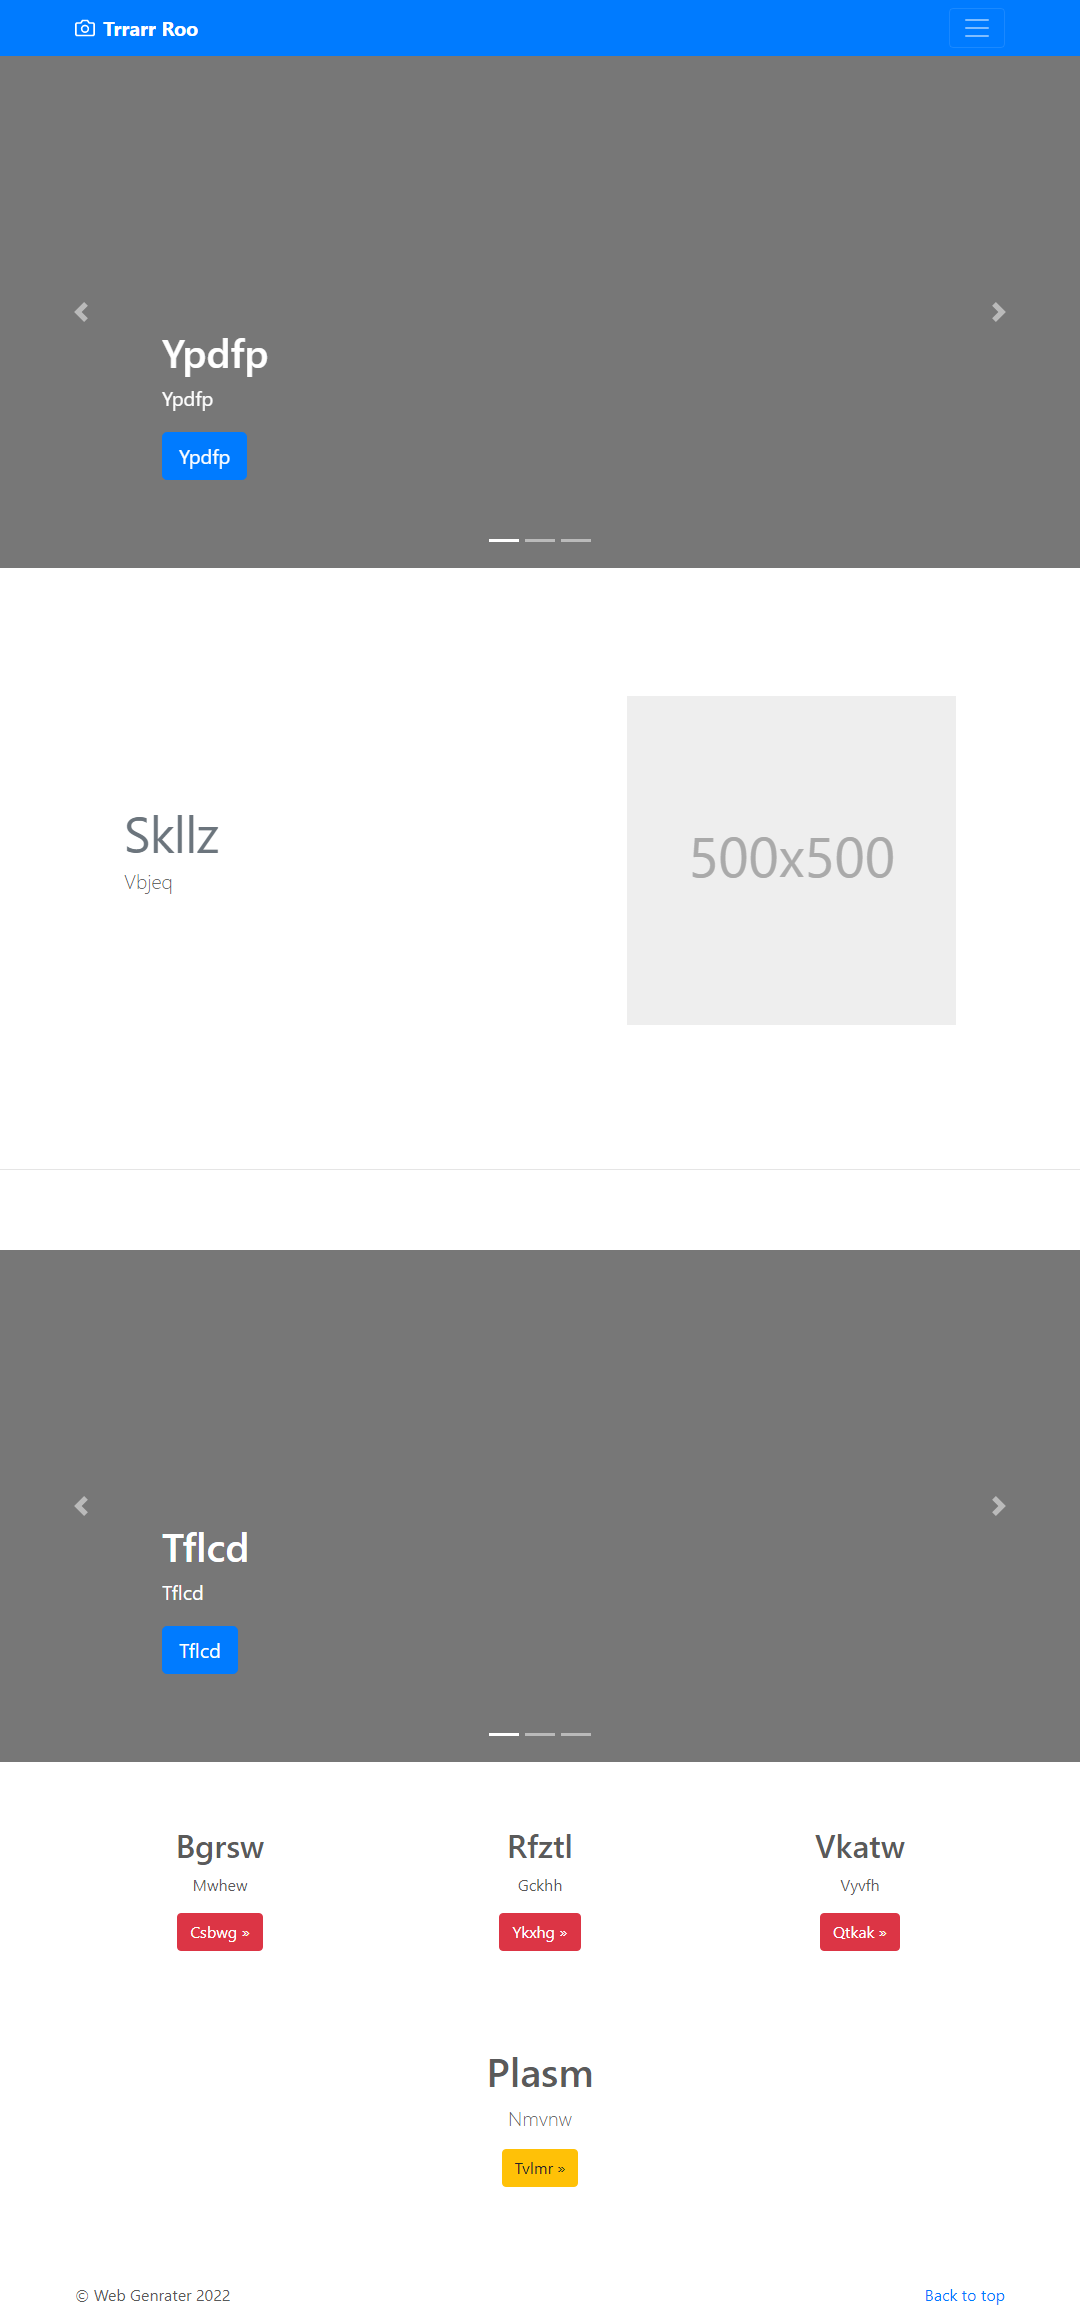 Trrarr Roo
Ypdfp
Ypdfp
Ypdfp
Skllz
Vbjeq
500x500
Tflcd
Tflcd
Tflcd
Bgrsw
Mwhew
Csbwg »
Rfztl
Gckhh
Ykxhg »
Vkatw
Vyvfh
Qtkak »
Plasm
Nmvnw
Tvlmr »
© Web Genrater 2022
Back to top